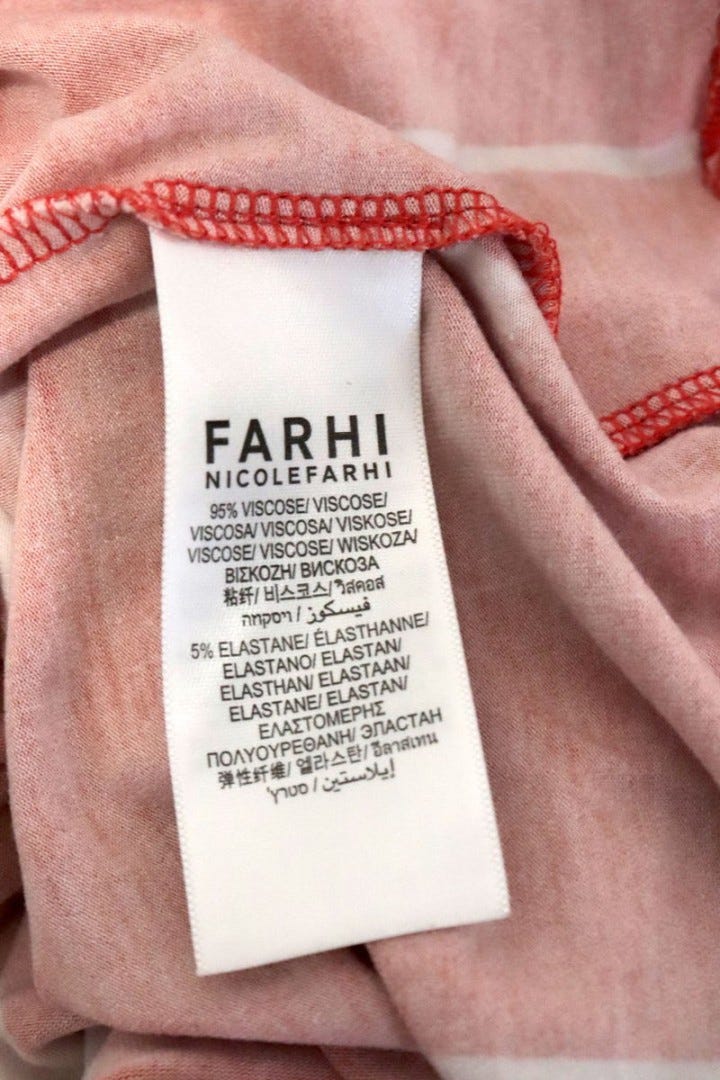 FARHI
NICOLEFARHI
95% VISCOSE/ VISCOSE/
VISCOSA/ VISCOSA/ VISKOSE/
VISCOSE/ VISCOSE/ WISKOZA/
ΒΙΣΚΟΖΗ/ ВИСКОЗА
粘纤/ 비스코스/ วิสคอส
فيسكوز / ויסקוזה
5% ELASTANE/ ÉLASTHANNE/
ELASTANO/ ELASTAN/
ELASTHAN/ ELASTAAN/
ELASTANE/ ELASTAN/
ΕΛΑΣΤΟΜΕΡΗΣ
ΠΟΛΥΟΥΡΕΘΑΝΗ/ ЭЛАСТАН
弹性纤维/ 엘라스탄/ อีลาสเทน
إيلاستين / סטרץ'